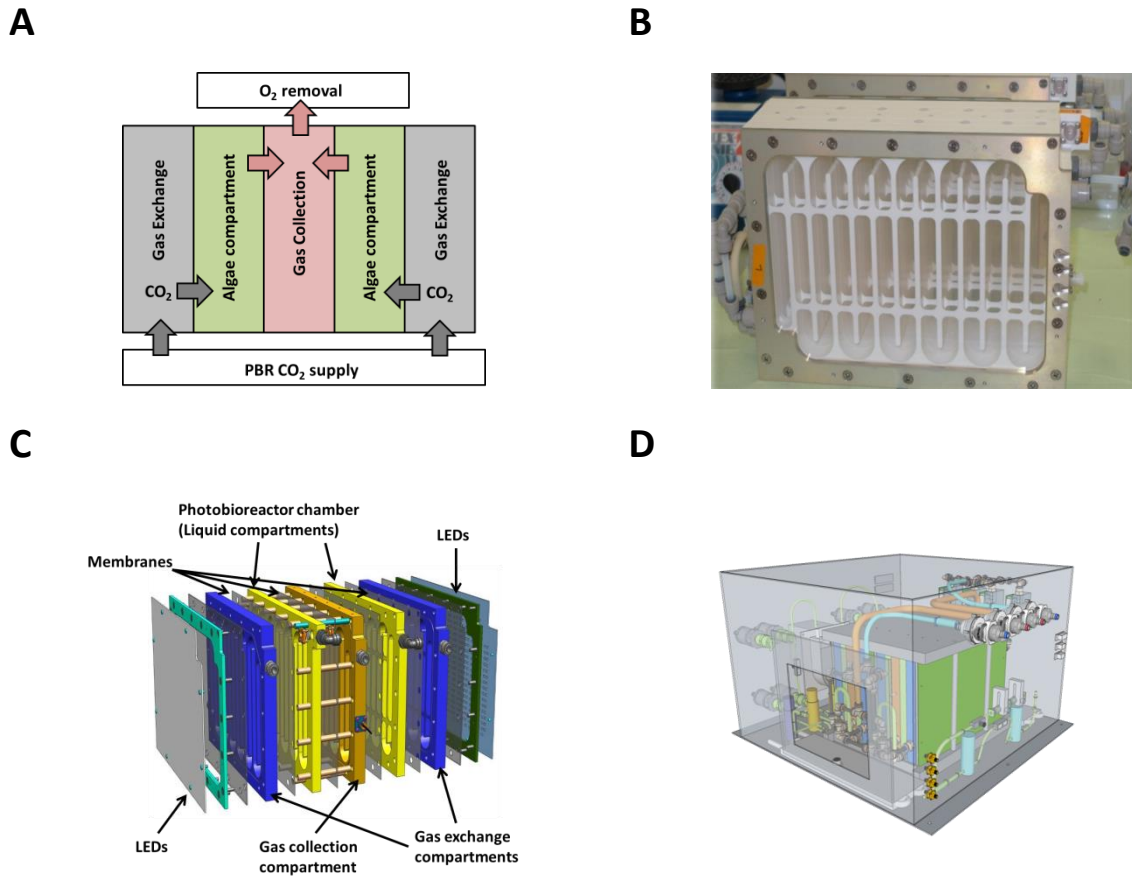 A
B
O2 removal
Gas Exchange
Algae compartment
Gas Collection
Algae compartment
Gas Exchange
CO2
CO2
PBR CO2 supply
C
D
Photobioreactor chamber
(Liquid compartments)
LEDs
Membranes
LEDs
Gas collection
compartment
Gas exchange
compartments